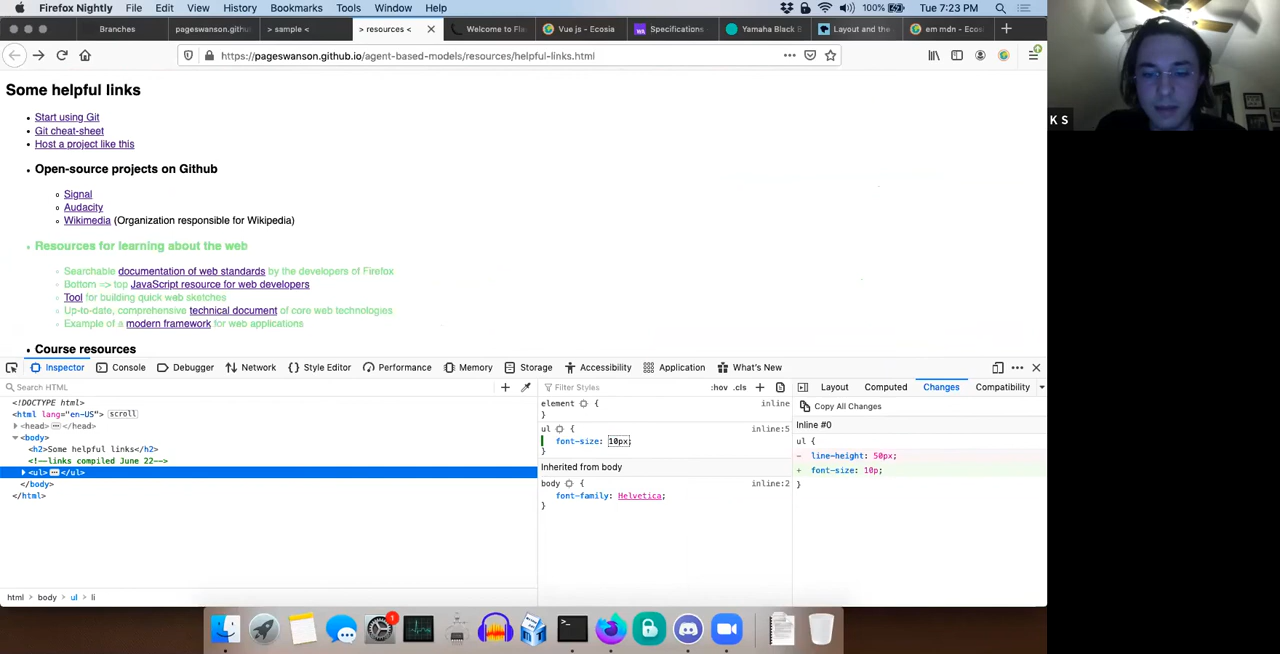 Firefox Nightly File Edit View History Bookmarks Tools Window Help 100% Tue 7:23 PM
Branches pageswanson.github. > sample < > resources < Welcome to Fla Vue js - Ecosia Specifications Yamaha Black B Layout and the em mdn - Ecosi
https://pageswanson.github.io/agent-based-models/resources/helpful-links.html
K S
Some helpful links
• Start using Git
• Git cheat-sheet
• Host a project like this
• Open-source projects on Github
Signal
Audacity
Wikimedia (Organization responsible for Wikipedia)
• Resources for learning about the web
Searchable documentation of web standards by the developers of Firefox
Bottom => top JavaScript resource for web developers
Tool for building quick web sketches
Up-to-date, comprehensive technical document of core web technologies
Example of a modern framework for web applications
• Course resources
Inspector Console Debugger Network Style Editor Performance Memory Storage Accessibility Application What's New
Search HTML
Filter Styles :hov .cls
Layout Computed Changes Compatibility
<!DOCTYPE html>
<html lang="en-US"> scroll
<head> </head>
<body>
<h2>Some helpful links</h2>
<!--links compiled June 22-->
<ul> </ul>
</body>
</html>
html > body > ul > li
element { inline
}
ul { inline:5
font-size: 10px;
}
Inherited from body
body { inline:2
font-family: Helvetica;
}
Copy All Changes
Inline #0
ul {
- line-height: 50px;
+ font-size: 10p;
}
1